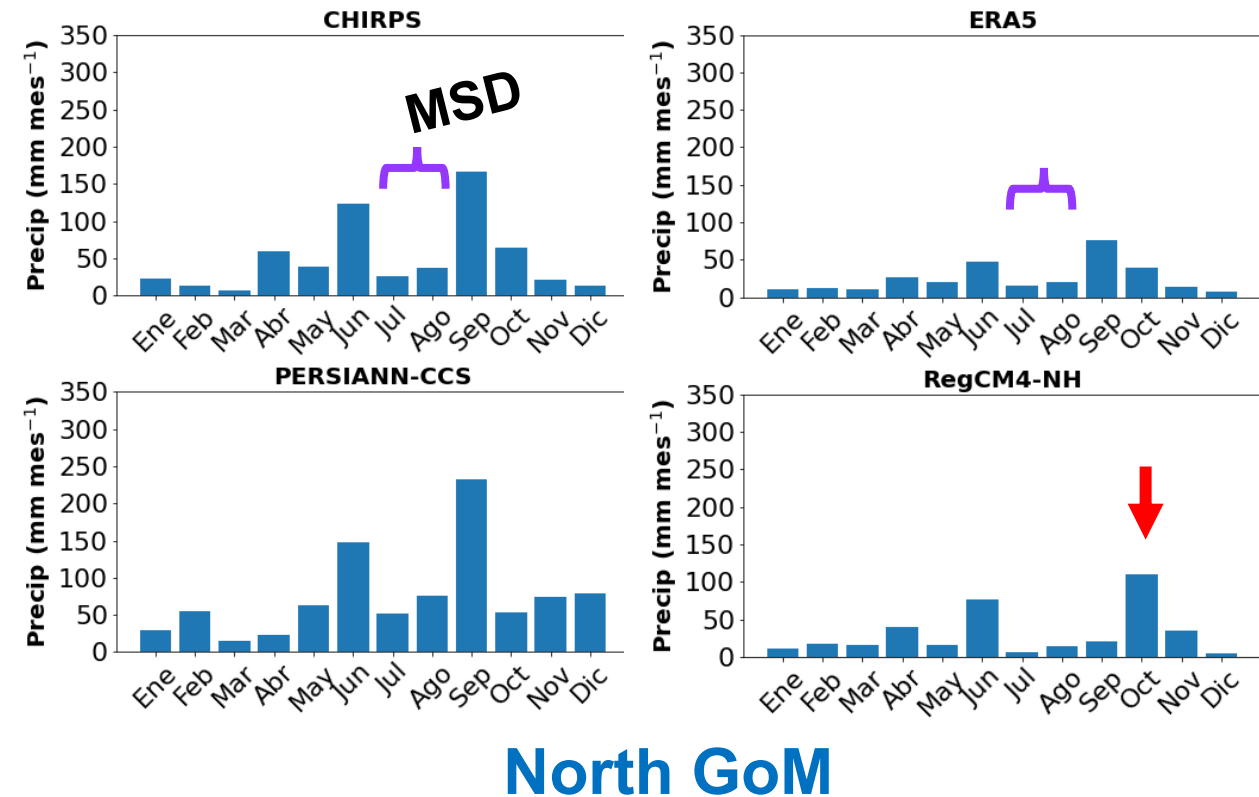 CHIRPS
Precip (mm mes⁻¹)
350
300
250
200
150
100
50
0
MSD
Ene Feb Mar Abr May Jun Jul Ago Sep Oct Nov Dic
ERA5
Precip (mm mes⁻¹)
350
300
250
200
150
100
50
0
Ene Feb Mar Abr May Jun Jul Ago Sep Oct Nov Dic
PERSIANN-CCS
Precip (mm mes⁻¹)
350
300
250
200
150
100
50
0
Ene Feb Mar Abr May Jun Jul Ago Sep Oct Nov Dic
RegCM4-NH
Precip (mm mes⁻¹)
350
300
250
200
150
100
50
0
Ene Feb Mar Abr May Jun Jul Ago Sep Oct Nov Dic
North GoM